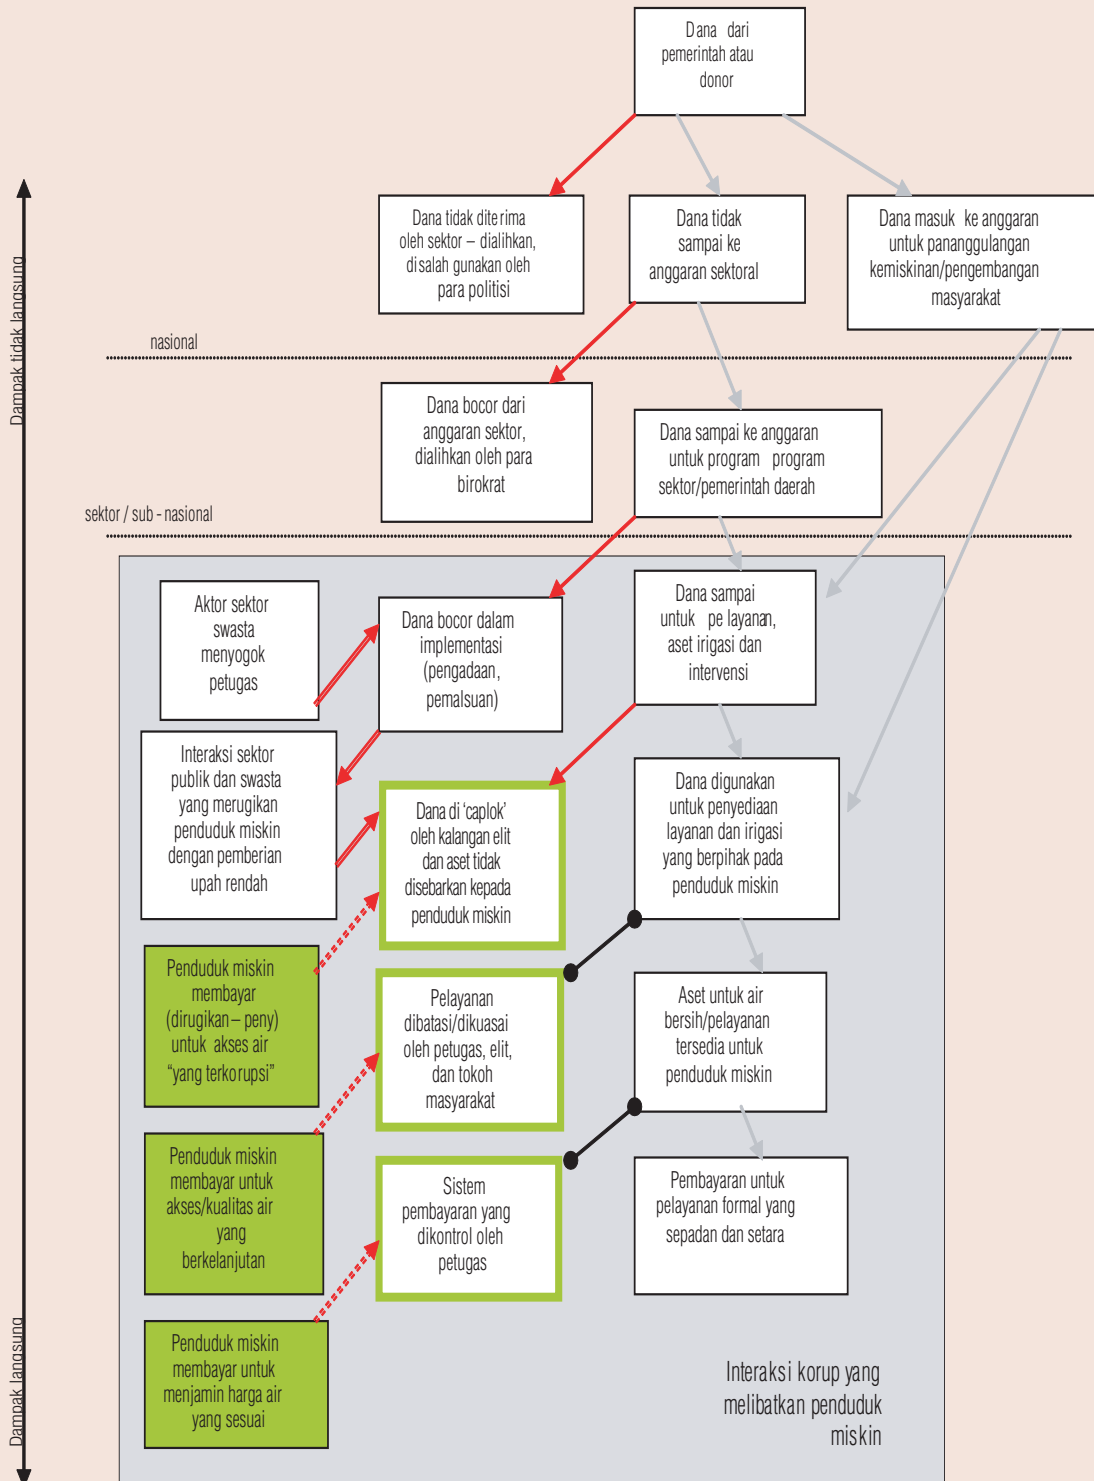 Dana dari
pemerintah atau
donor
Dana tidak diterima
oleh sektor – dialihkan,
disalah gunakan oleh
para politisi
Dana tidak
sampai ke
anggaran sektoral
Dana masuk ke anggaran
untuk pananggulangan
kemiskinan/pengembangan
masyarakat
Dampak tidak langsung
nasional
Dana bocor dari
anggaran sektor,
dialihkan oleh para
birokrat
Dana sampai ke anggaran
untuk program program
sektor/pemerintah daerah
sektor / sub - nasional
Aktor sektor
swasta
menyogok
petugas
Dana bocor dalam
implementasi
(pengadaan,
pemalsuan)
Dana sampai
untuk pe layanan,
aset irigasi dan
intervensi
Interaksi sektor
publik dan swasta
yang merugikan
penduduk miskin
dengan pemberian
upah rendah
Dana di ‘caplok’
oleh kalangan elit
dan aset tidak
disebarkan kepada
penduduk miskin
Dana digunakan
untuk penyediaan
layanan dan irigasi
yang berpihak pada
penduduk miskin
Penduduk miskin
membayar
(dirugikan – peny)
untuk akses air
“yang terkorupsi”
Pelayanan
dibatasi/dikuasai
oleh petugas, elit,
dan tokoh
masyarakat
Aset untuk air
bersih/pelayanan
tersedia untuk
penduduk miskin
Penduduk miskin
membayar untuk
akses/kualitas air
yang
berkelanjutan
Sistem
pembayaran yang
dikontrol oleh
petugas
Pembayaran untuk
pelayanan formal yang
sepadan dan setara
Penduduk miskin
membayar untuk
menjamin harga air
yang sesuai
Interaksi korup yang
melibatkan penduduk
miskin
Dampak langsung